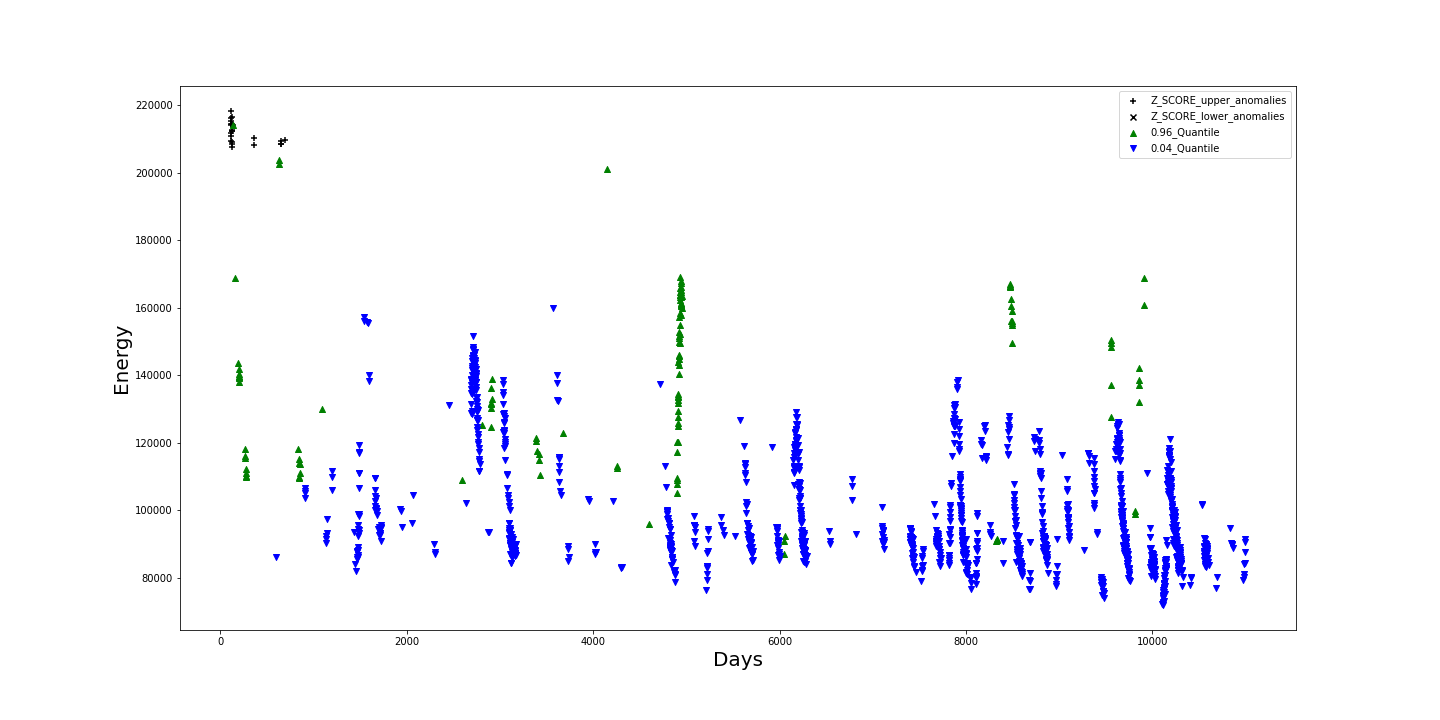 Z_SCORE_upper_anomalies
Z_SCORE_lower_anomalies
0.96_Quantile
0.04_Quantile
220000
200000
180000
160000
140000
120000
100000
80000
Energy
0 2000 4000 6000 8000 10000
Days